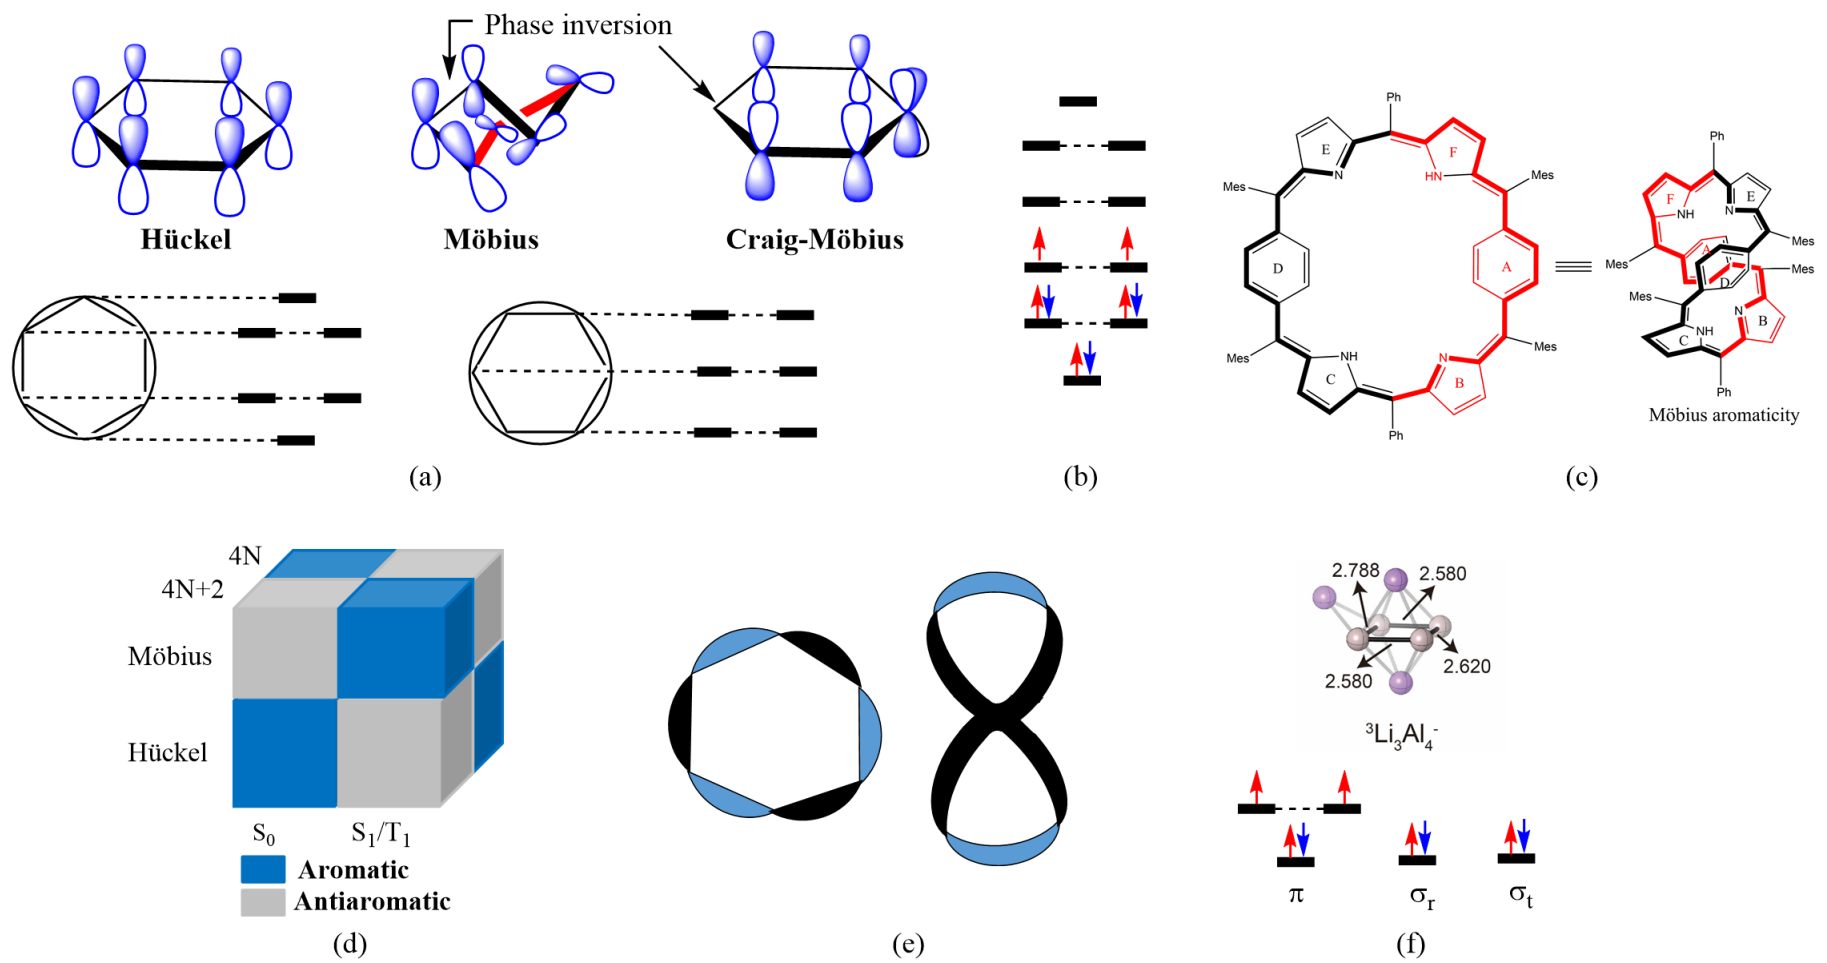 Phase inversion
Hückel
Möbius
Craig-Möbius
(a)
(b)
Ph
E
F
N
HN
Mes
Mes
D
A
Mes
Mes
NH
N
C
B
Ph
Ph
F
E
NH
N
Mes
A
Mes
Mes
D
Mes
N
NH
B
C
Ph
Möbius aromaticity
(c)
4N
4N+2
Möbius
Hückel
S₀
S₁/T₁
Aromatic
Antiaromatic
(d)
(e)
2.788
2.580
2.580
2.620
³Li₃Al₄⁻
π
σᵣ
σₜ
(f)